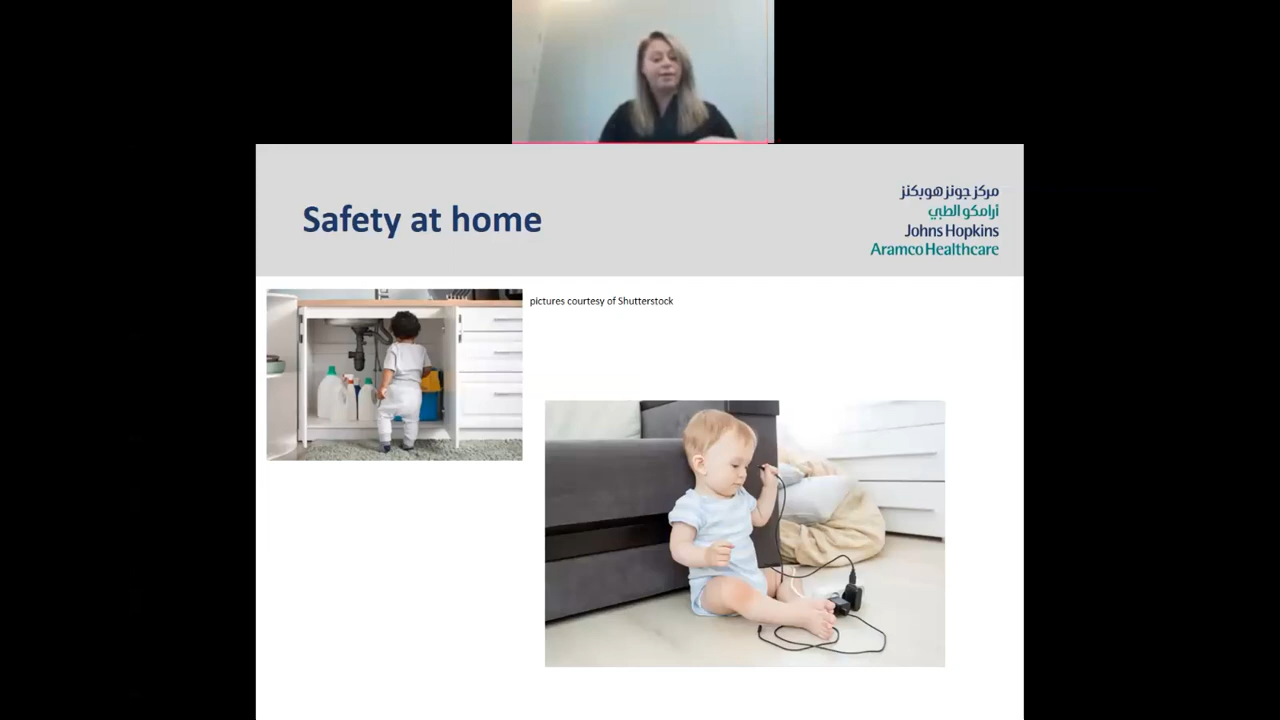 Safety at home
مركز جونز هوبكنز
أرامكو الطبي
Johns Hopkins
Aramco Healthcare
pictures courtesy of Shutterstock